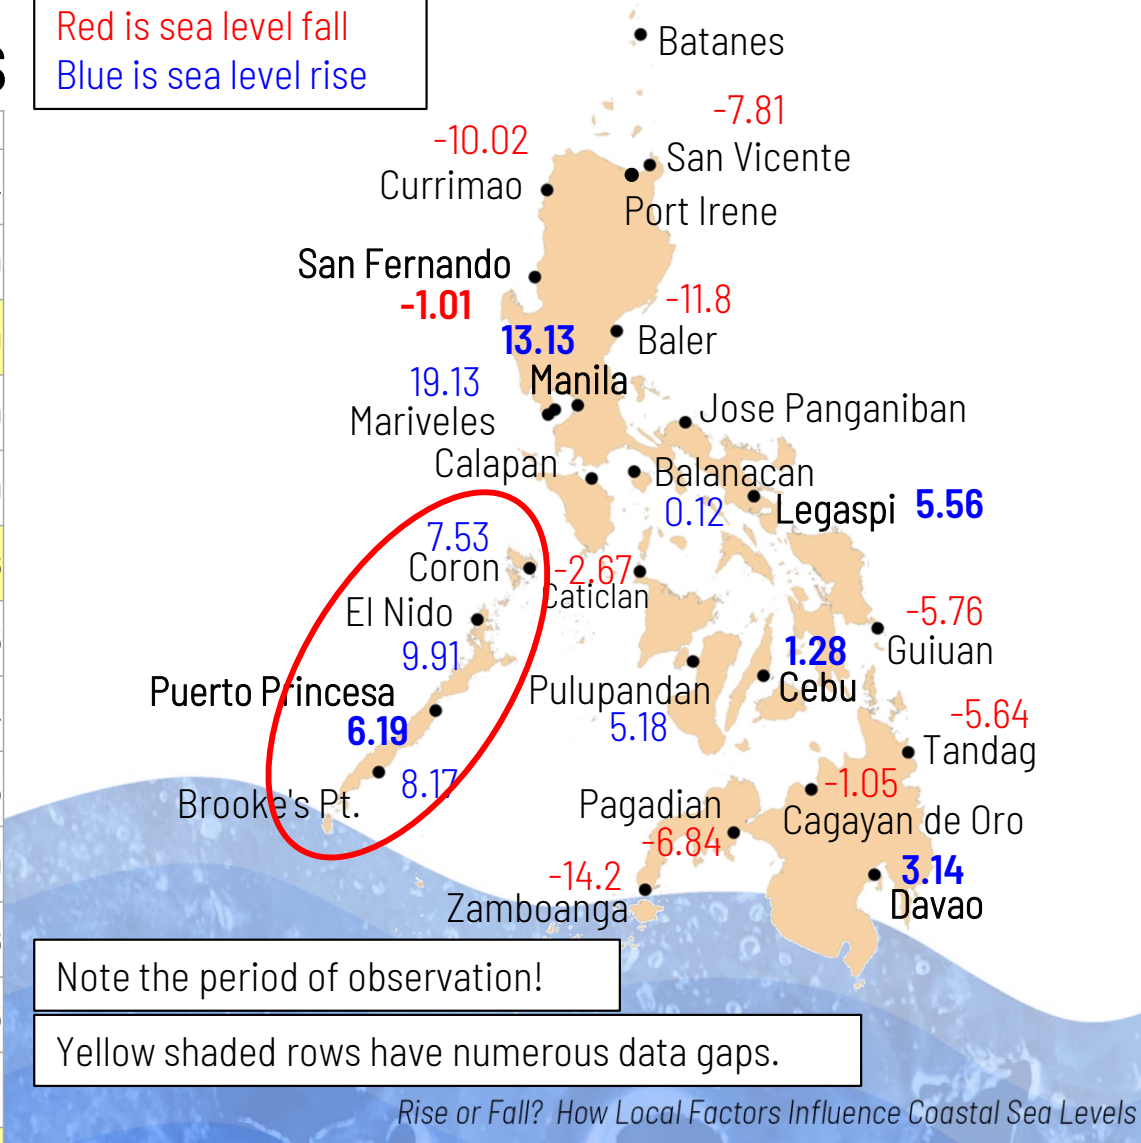 Red is sea level fall
Blue is sea level rise
Batanes
-7.81
-10.02
San Vicente
Currimao
Port Irene
San Fernando
-1.01
-11.8
13.13
Baler
19.13
Manila
Mariveles
Jose Panganiban
Calapan
Balanacan
0.12
Legaspi 5.56
7.53
Coron
-2.67
Caticlan
El Nido
-5.76
9.91
1.28
Guiuan
Puerto Princesa
Pulupandan
Cebu
6.19
5.18
-5.64
Tandag
8.17
-1.05
Brooke's Pt.
Pagadian
Cagayan de Oro
-6.84
-14.2
3.14
Zamboanga
Davao
Note the period of observation!
Yellow shaded rows have numerous data gaps.
Rise or Fall? How Local Factors Influence Coastal Sea Levels